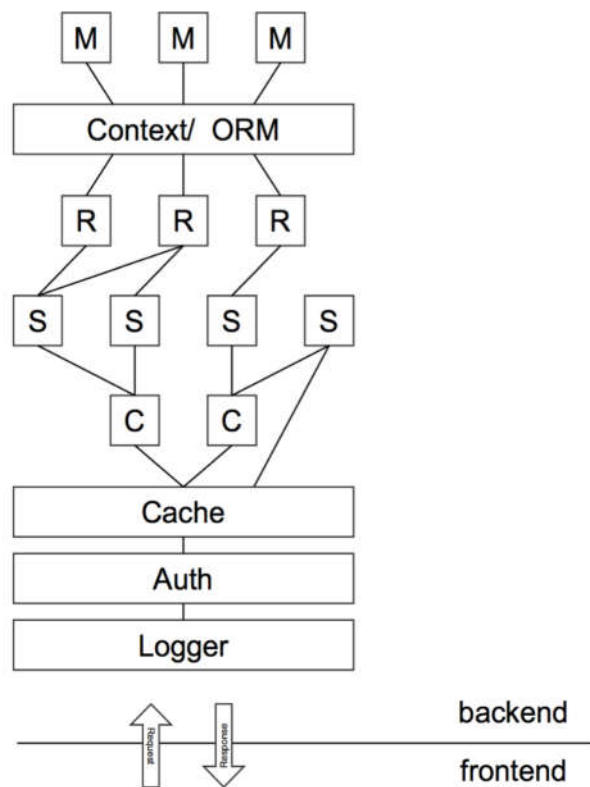 M M M
Context/ ORM
R R R
S S S S
C C
Cache
Auth
Logger
Request
Response
backend
frontend